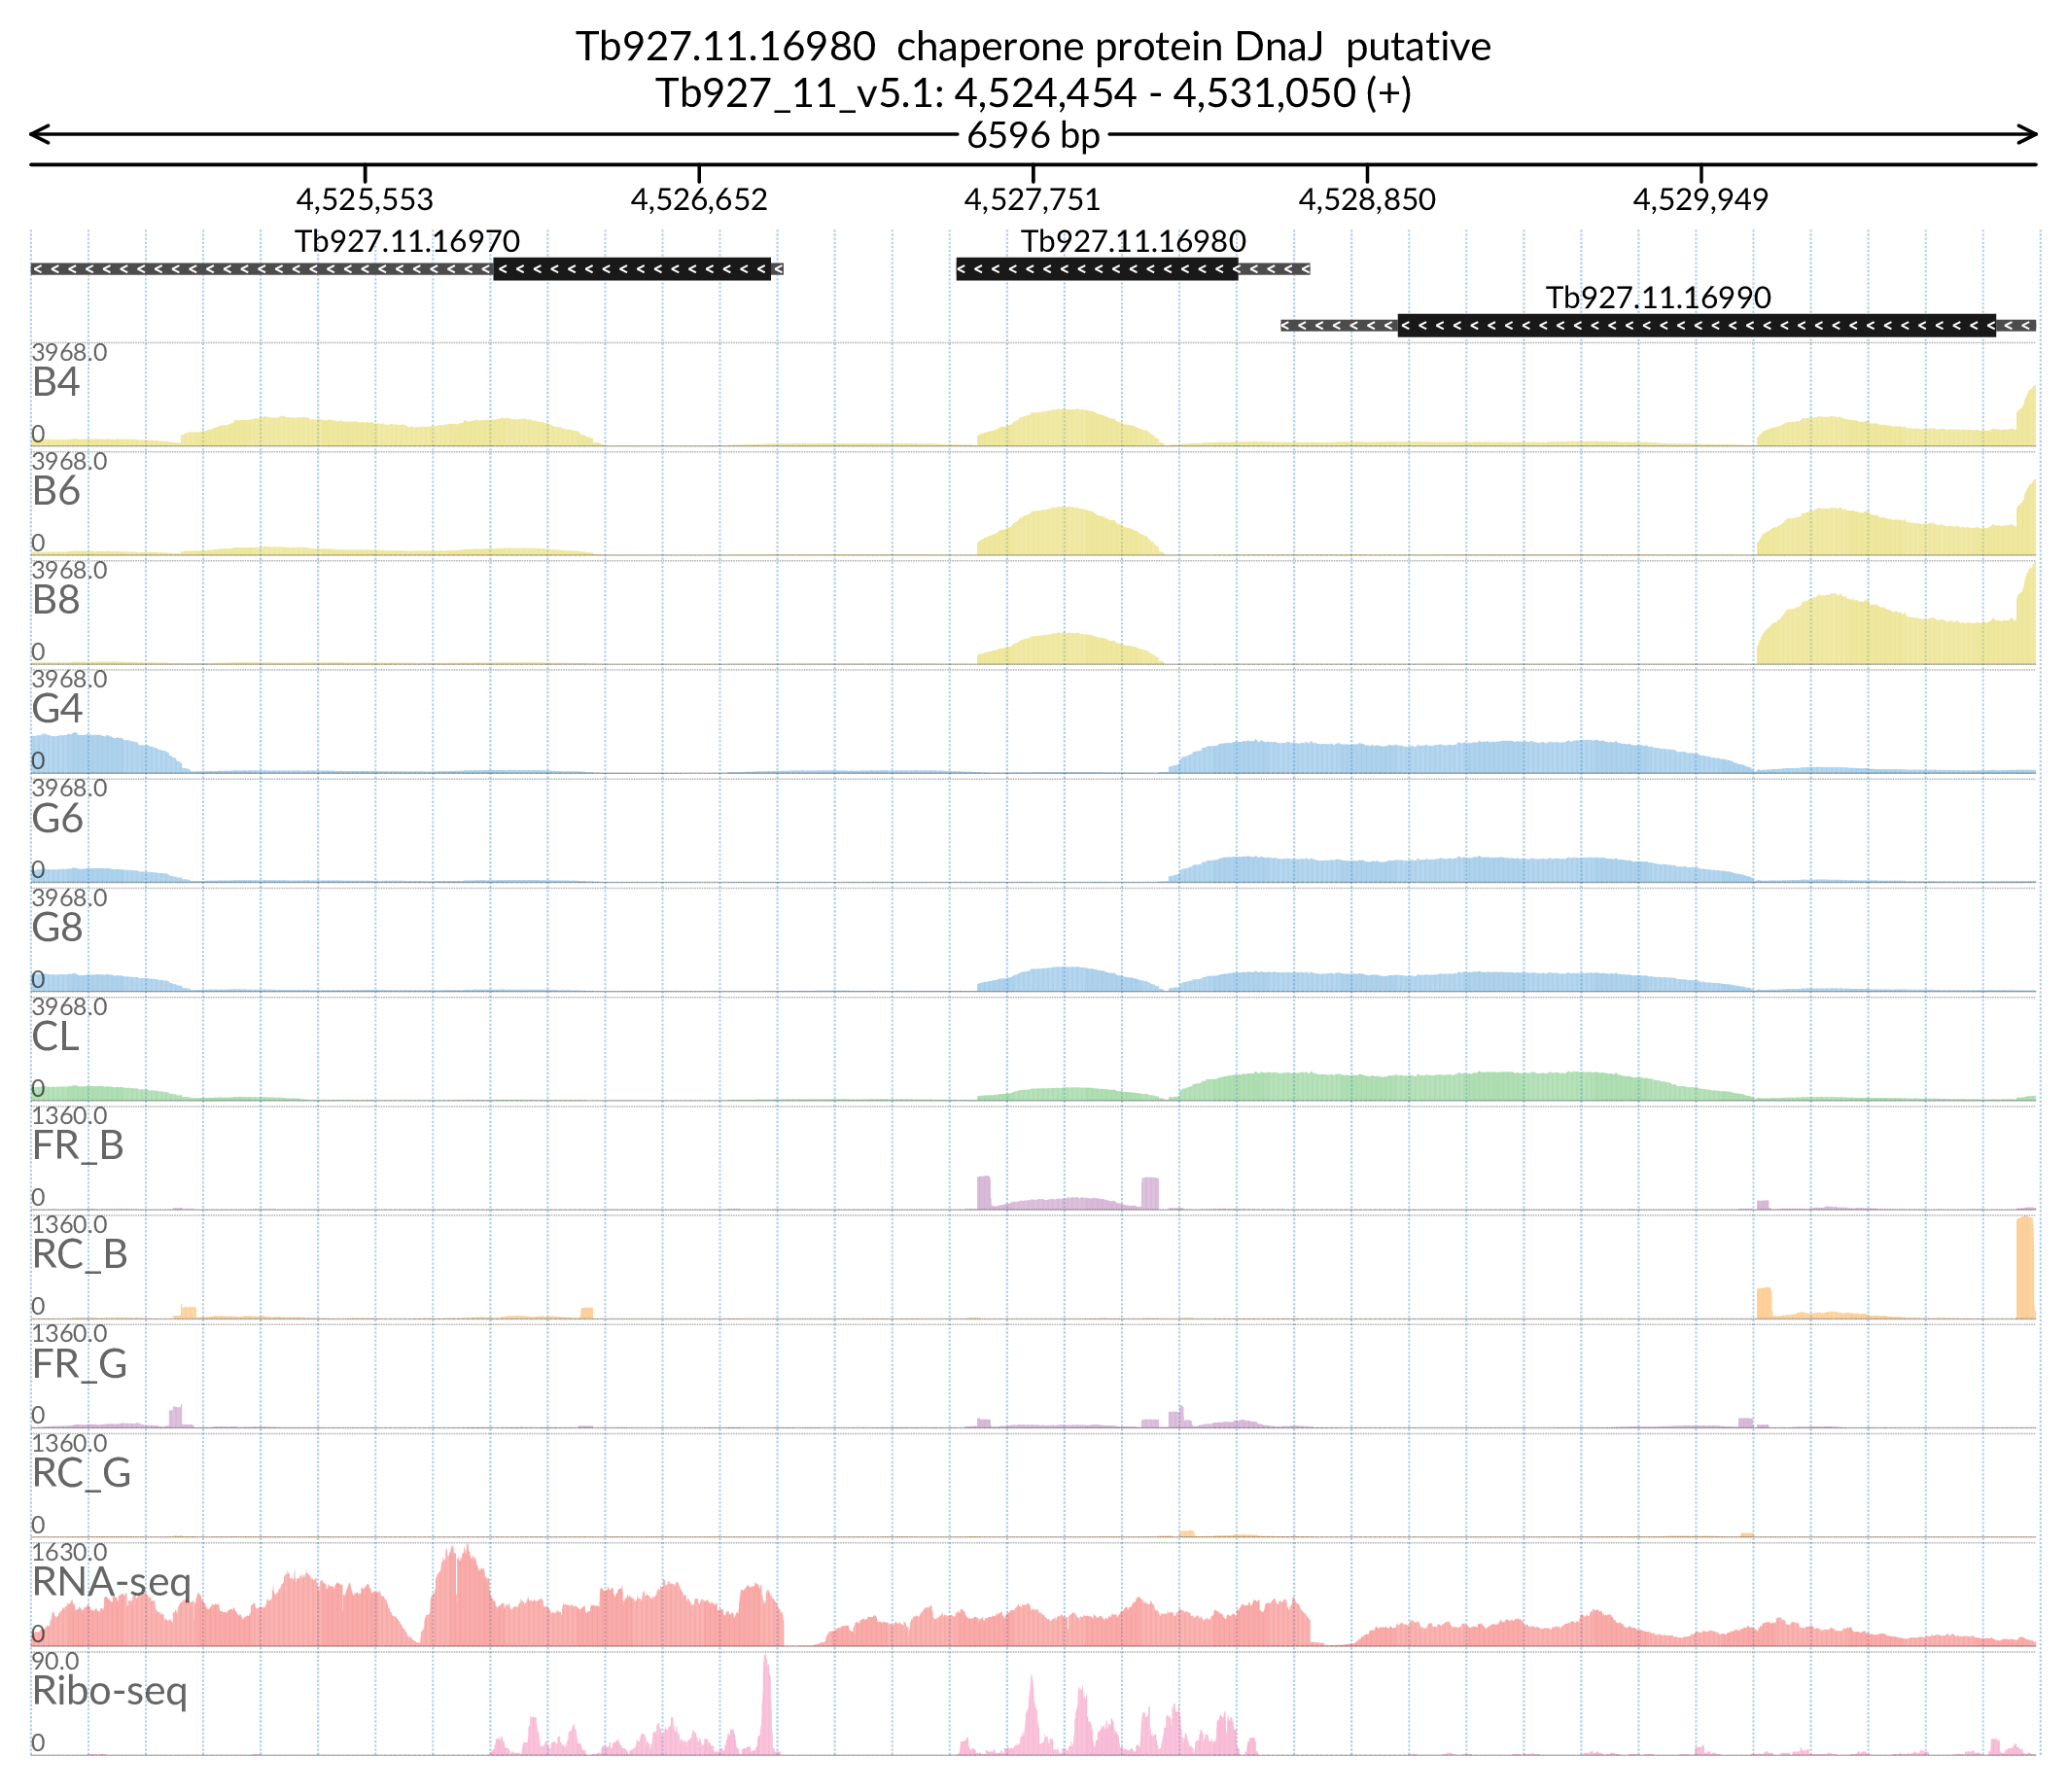 Tb927.11.16980 chaperone protein DnaJ putative
Tb927_11_v5.1: 4,524,454 - 4,531,050 (+)
6596 bp
4,525,553 4,526,652 4,527,751 4,528,850 4,529,949
Tb927.11.16970 Tb927.11.16980
Tb927.11.16990
3968.0
B4
0
3968.0
B6
0
3968.0
B8
0
3968.0
G4
0
3968.0
G6
0
3968.0
G8
0
3968.0
CL
0
1360.0
FR_B
0
1360.0
RC_B
0
1360.0
FR_G
0
1360.0
RC_G
0
1630.0
RNA-seq
0
90.0
Ribo-seq
0